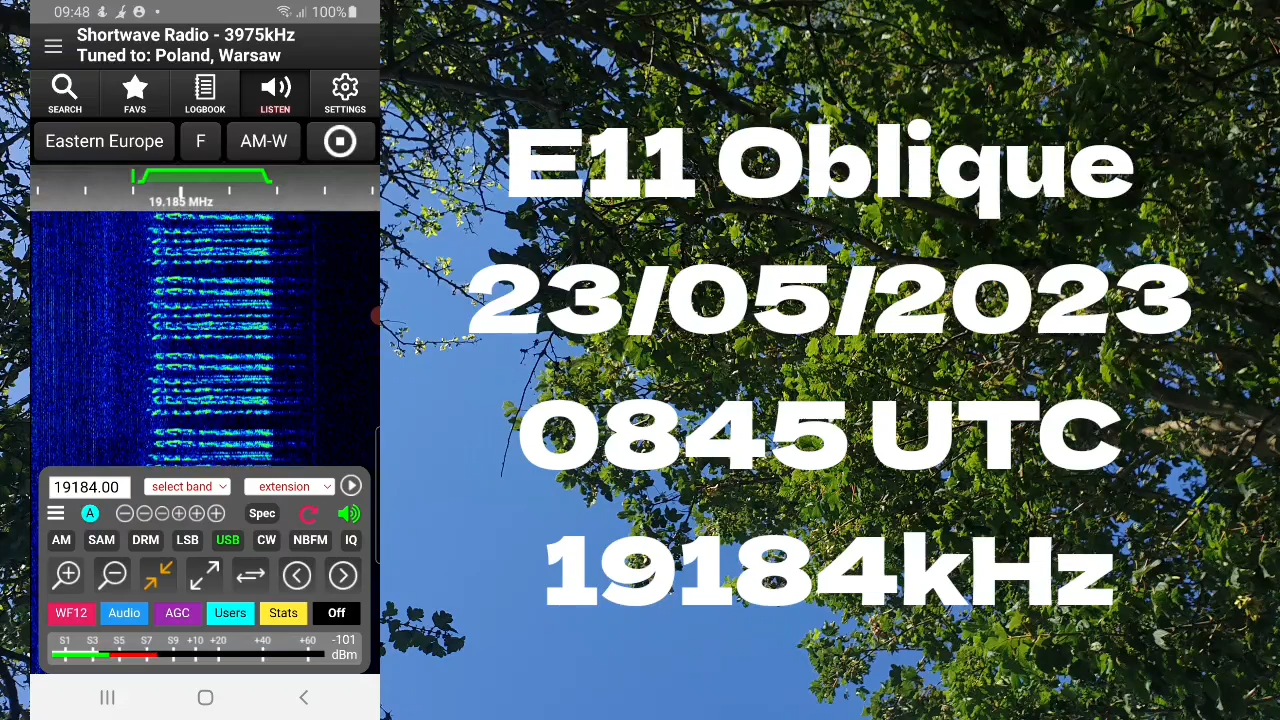 09:48
100%
Shortwave Radio - 3975kHz
Tuned to: Poland, Warsaw
SEARCH FAVS LOGBOOK LISTEN SETTINGS
Eastern Europe F AM-W
19.185 MHz
19184.00 select band extension
A Spec
AM SAM DRM LSB USB CW NBFM IQ
WF12 Audio AGC Users Stats Off
S1 S3 S5 S7 S9 +10 +20 +40 +60 -101
dBm
E11 Oblique
23/05/2023
0845 UTC
19184kHz